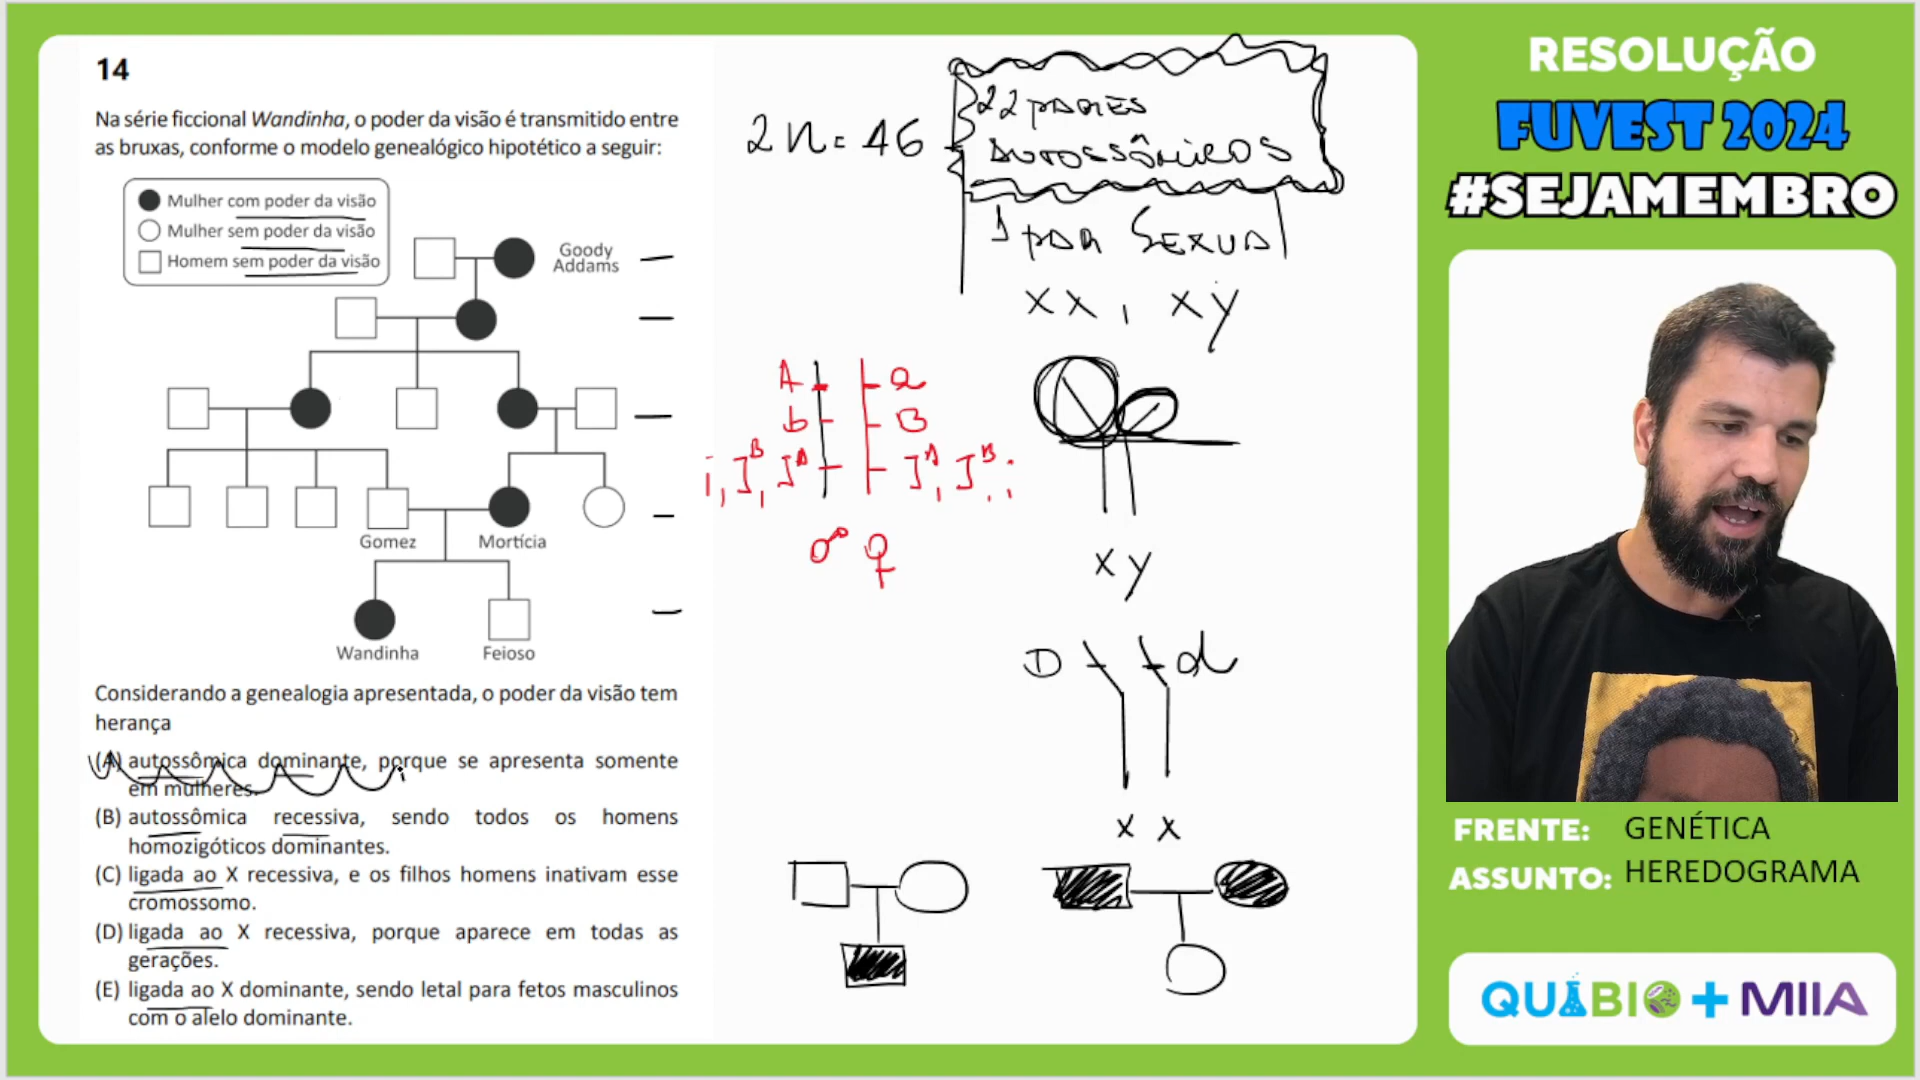 14
Na série ficcional Wandinha, o poder da visão é transmitido entre
as bruxas, conforme o modelo genealógico hipotético a seguir:
Mulher com poder da visão
Mulher sem poder da visão
Homem sem poder da visão
Goody
Addams
Gomez
Mortícia
Wandinha
Feioso
Considerando a genealogia apresentada, o poder da visão tem
herança
(A) autossômica dominante, porque se apresenta somente
em mulheres.
(B) autossômica recessiva, sendo todos os homens
homozigóticos dominantes.
(C) ligada ao X recessiva, e os filhos homens inativam esse
cromossomo.
(D) ligada ao X recessiva, porque aparece em todas as
gerações.
(E) ligada ao X dominante, sendo letal para fetos masculinos
com o alelo dominante.
2n = 46
22 pares
autossômicos
1 par sexual
XX, XY
A a
b B
i, I^B, I^A I^A, I^B, i
♂ ♀
X Y
D d
X X
RESOLUÇÃO
FUVEST 2024
#SEJAMEMBRO
FRENTE: GENÉTICA
ASSUNTO: HEREDOGRAMA
QUIBIO + MIIA